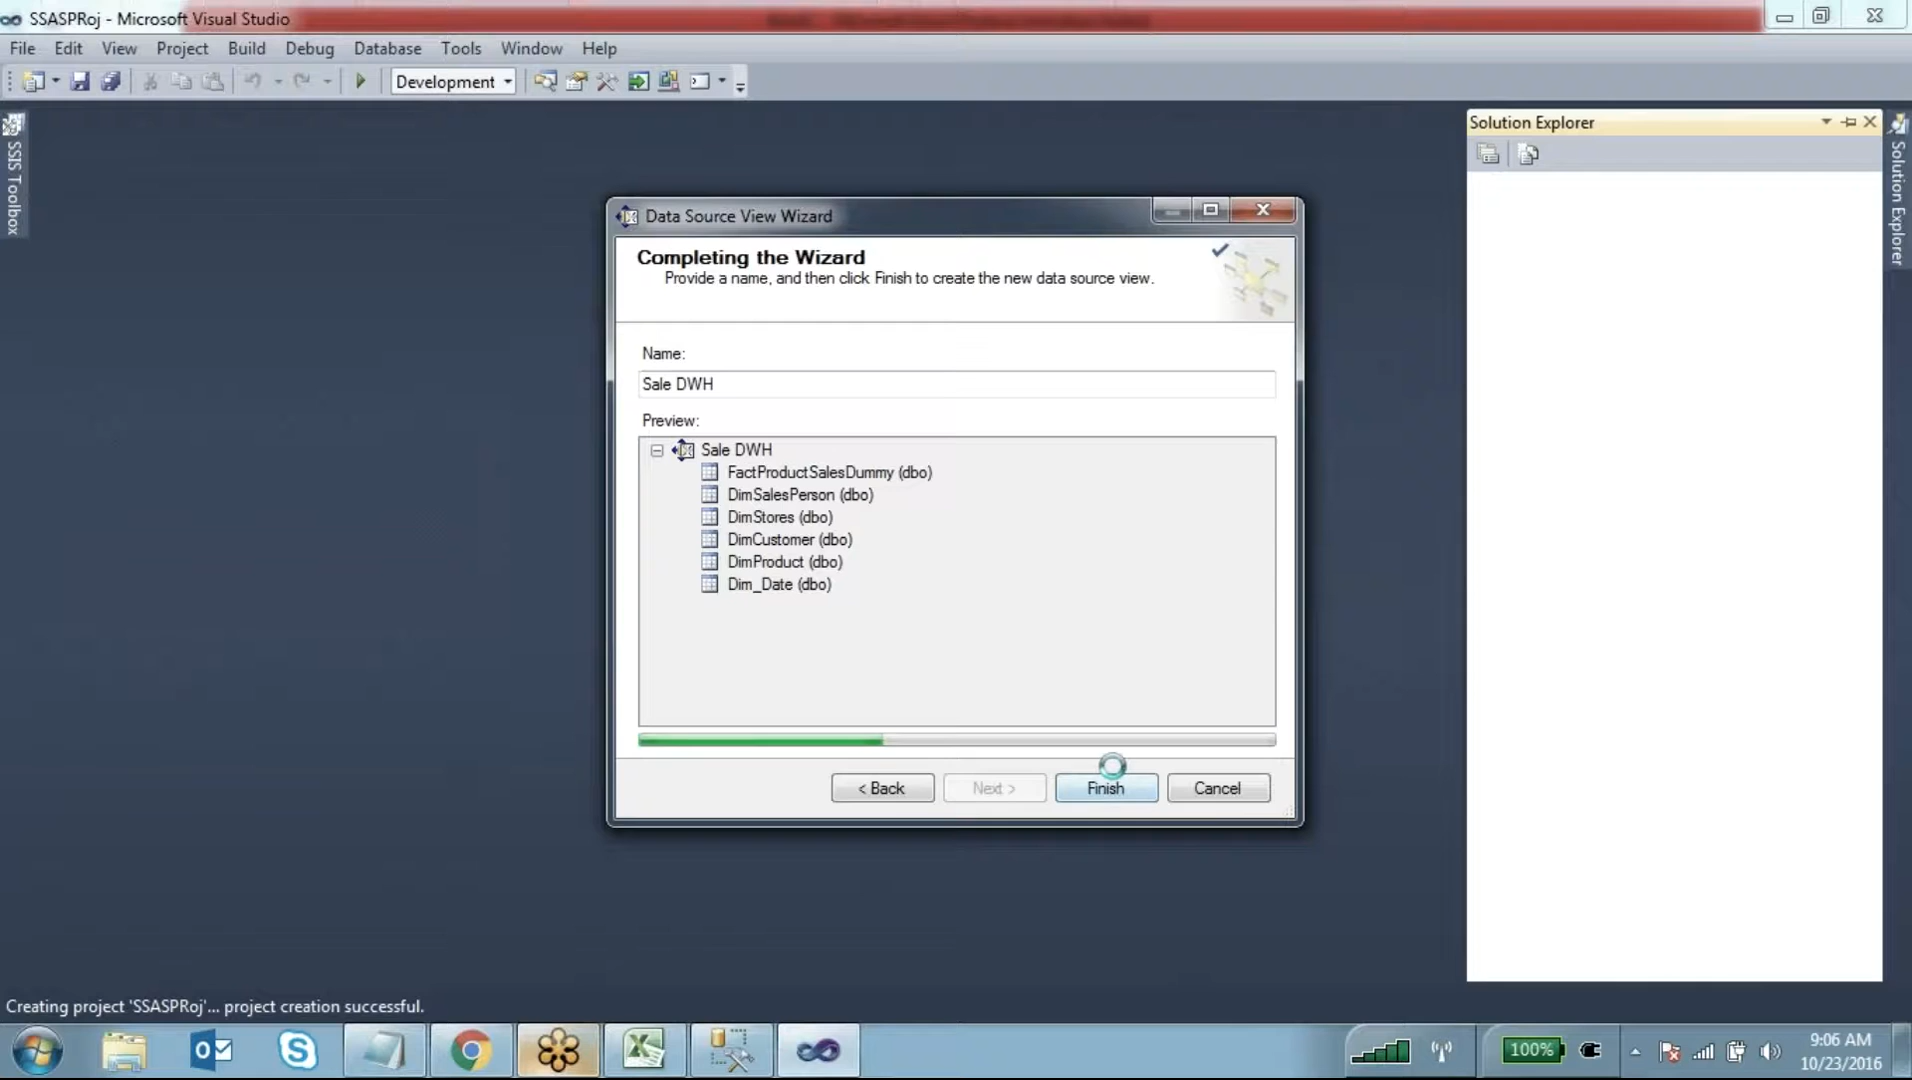 SSASPRoj - Microsoft Visual Studio
File Edit View Project Build Debug Database Tools Window Help
Development
SSIS Toolbox
Solution Explorer
Solution Explorer
Data Source View Wizard
Completing the Wizard
Provide a name, and then click Finish to create the new data source view.
Name:
Sale DWH
Preview:
Sale DWH
FactProductSalesDummy (dbo)
DimSalesPerson (dbo)
DimStores (dbo)
DimCustomer (dbo)
DimProduct (dbo)
Dim_Date (dbo)
< Back Next > Finish Cancel
Creating project 'SSASPRoj'... project creation successful.
100%
9:06 AM
10/23/2016